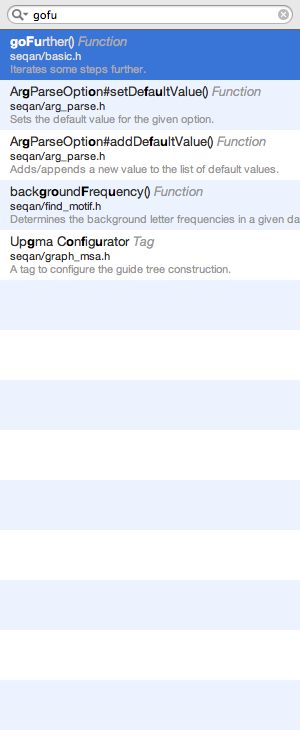 gofu
goFurther() Function
seqan/basic.h
Iterates some steps further.
ArgParseOption#setDefaultValue() Function
seqan/arg_parse.h
Sets the default value for the given option.
ArgParseOption#addDefaultValue() Function
seqan/arg_parse.h
Adds/appends a new value to the list of default values.
backgroundFrequency() Function
seqan/find_motif.h
Determines the background letter frequencies in a given da
Upgma Configurator Tag
seqan/graph_msa.h
A tag to configure the guide tree construction.